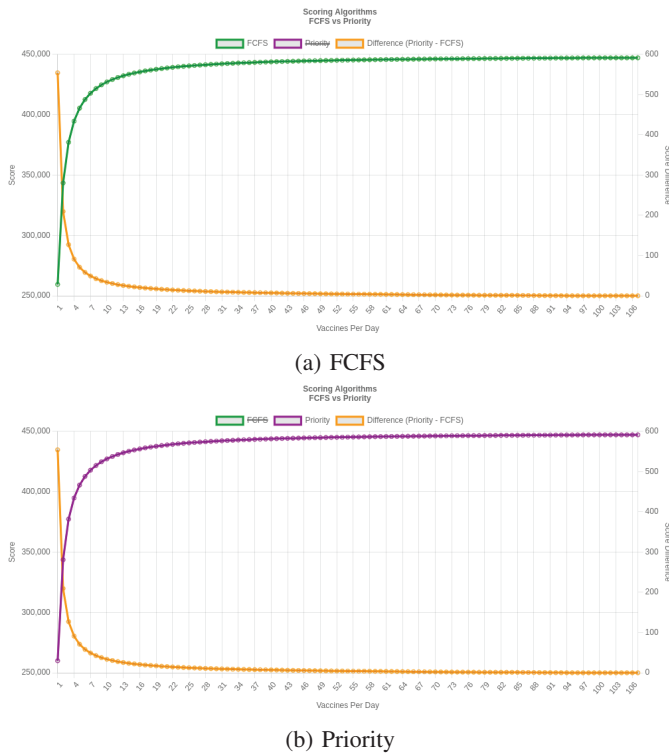 Scoring Algorithms
FCFS vs Priority
FCFS Priority Difference (Priority - FCFS)
450,000 600
500
400,000
400
350,000 300
200
300,000
100
250,000 0
Score
Score Difference
1 4 7 10 13 16 19 22 25 28 31 34 37 40 43 46 49 52 55 58 61 64 67 70 73 76 79 82 85 88 91 94 97 100 103 106
Vaccines Per Day
(a) FCFS
Scoring Algorithms
FCFS vs Priority
FCFS Priority Difference (Priority - FCFS)
450,000 600
500
400,000
400
350,000 300
200
300,000
100
250,000 0
Score
Score Difference
1 4 7 10 13 16 19 22 25 28 31 34 37 40 43 46 49 52 55 58 61 64 67 70 73 76 79 82 85 88 91 94 97 100 103 106
Vaccines Per Day
(b) Priority